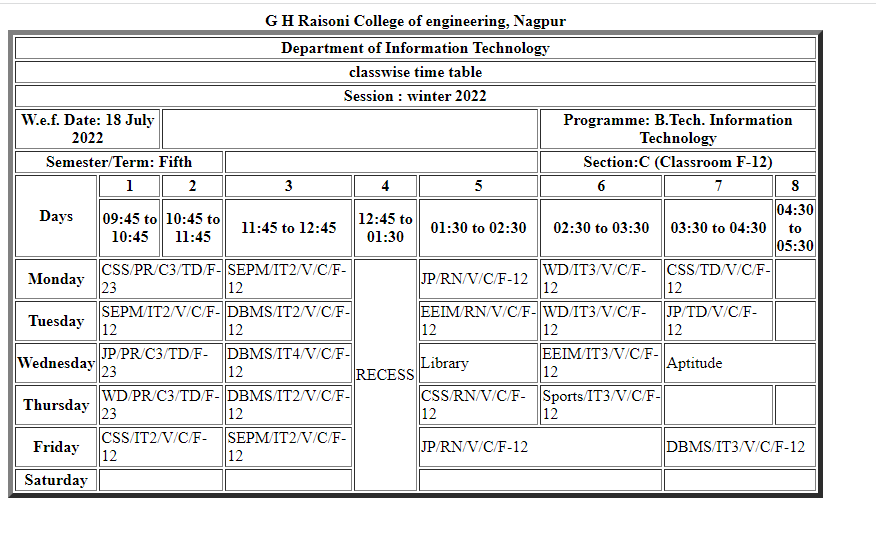 G H Raisoni College of engineering, Nagpur
Department of Information Technology
classwise time table
Session : winter 2022
W.e.f. Date: 18 July
2022
Programme: B.Tech. Information
Technology
Semester/Term: Fifth
Section:C (Classroom F-12)
Days
1 2 3 4 5 6 7 8
09:45 to
10:45
10:45 to
11:45
11:45 to 12:45
12:45 to
01:30
01:30 to 02:30
02:30 to 03:30
03:30 to 04:30
04:30
to
05:30
Monday
CSS/PR/C3/TD/F-
23
SEPM/IT2/V/C/F-
12
RECESS
JP/RN/V/C/F-12
WD/IT3/V/C/F-
12
CSS/TD/V/C/F-
12
Tuesday
SEPM/IT2/V/C/F-
12
DBMS/IT2/V/C/F-
12
EEIM/RN/V/C/F-
12
WD/IT3/V/C/F-
12
JP/TD/V/C/F-
12
Wednesday
JP/PR/C3/TD/F-
23
DBMS/IT4/V/C/F-
12
Library
EEIM/IT3/V/C/F-
12
Aptitude
Thursday
WD/PR/C3/TD/F-
23
DBMS/IT2/V/C/F-
12
CSS/RN/V/C/F-
12
Sports/IT3/V/C/F-
12
Friday
CSS/IT2/V/C/F-
12
SEPM/IT2/V/C/F-
12
JP/RN/V/C/F-12
DBMS/IT3/V/C/F-12
Saturday